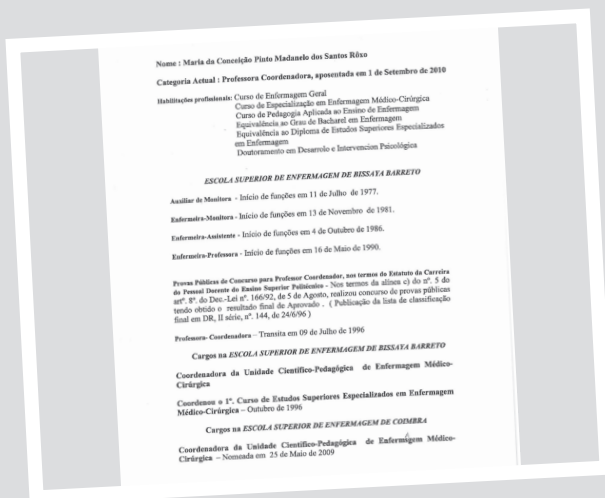 Nome : Maria da Conceição Pinto Madanelo dos Santos Rôxo
Categoria Actual : Professora Coordenadora, aposentada em 1 de Setembro de 2010
Habilitações profissionais: Curso de Enfermagem Geral
Curso de Especialização em Enfermagem Médico-Cirúrgica
Curso de Pedagogia Aplicada ao Ensino de Enfermagem
Equivalência ao Grau de Bacharel em Enfermagem
Equivalência ao Diploma de Estudos Superiores Especializados
em Enfermagem
Doutoramento em Desarrolo e Intervencion Psicológica
ESCOLA SUPERIOR DE ENFERMAGEM DE BISSAYA BARRETO
Auxiliar de Monitora - Início de funções em 11 de Julho de 1977.
Enfermeira-Monitora - Início de funções em 13 de Novembro de 1981.
Enfermeira-Assistente - Início de funções em 4 de Outubro de 1986.
Enfermeira-Professora - Início de funções em 16 de Maio de 1990.
Provas Públicas de Concurso para Professor Coordenador, nos termos do Estatuto da Carreira
do Pessoal Docente do Ensino Superior Politécnico - Nos termos da alínea c) do nº. 5 do
artº. 8º. do Dec.-Lei nº. 166/92, de 5 de Agosto, realizou concurso de provas públicas
tendo obtido o resultado final de Aprovado . ( Publicação da lista de classificação
final em DR, II série, nº. 144, de 24/6/96 )
Professora- Coordenadora – Transita em 09 de Julho de 1996
Cargos na ESCOLA SUPERIOR DE ENFERMAGEM DE BISSAYA BARRETO
Coordenadora da Unidade Científico-Pedagógica de Enfermagem Médico-
Cirúrgica
Coordenou o 1º. Curso de Estudos Superiores Especializados em Enfermagem
Médico-Cirúrgica – Outubro de 1996
Cargos na ESCOLA SUPERIOR DE ENFERMAGEM DE COIMBRA
Coordenadora da Unidade Científico-Pedagógica de Enfermagem Médico-
Cirúrgica – Nomeada em 25 de Maio de 2009